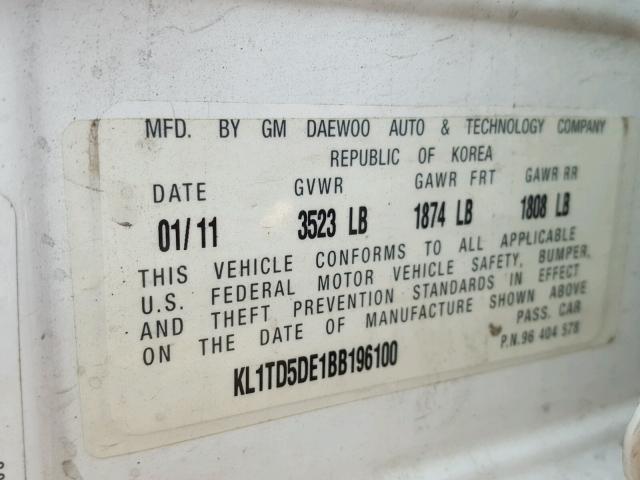 MFD. BY GM DAEWOO AUTO & TECHNOLOGY COMPANY
REPUBLIC OF KOREA
DATE GVWR GAWR FRT GAWR RR
01/11 3523 LB 1874 LB 1808 LB
THIS VEHICLE CONFORMS TO ALL APPLICABLE
U.S. FEDERAL MOTOR VEHICLE SAFETY, BUMPER,
AND THEFT PREVENTION STANDARDS IN EFFECT
ON THE DATE OF MANUFACTURE SHOWN ABOVE
PASS. CAR
KL1TD5DE1BB196100
P.N.96 404 578